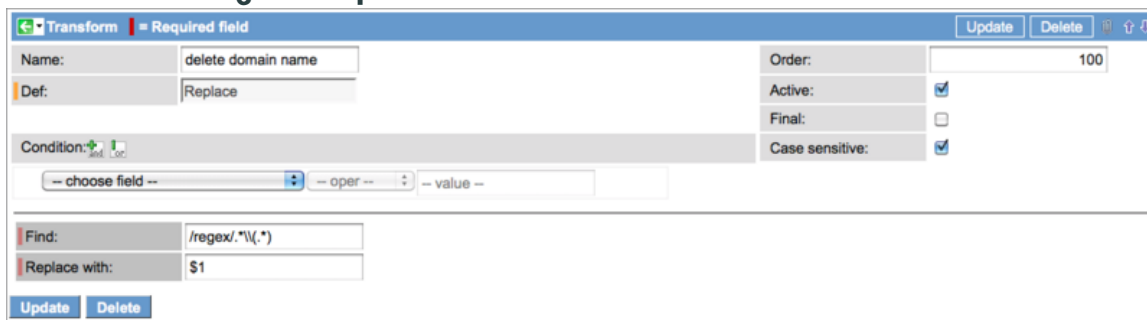 Transform = Required field Update Delete
Name: delete domain name Order: 100
Def: Replace Active:
Final:
Condition: and or Case sensitive:
-- choose field -- -- oper -- -- value --
Find: /regex/.*\\(.*)
Replace with: $1
Update Delete